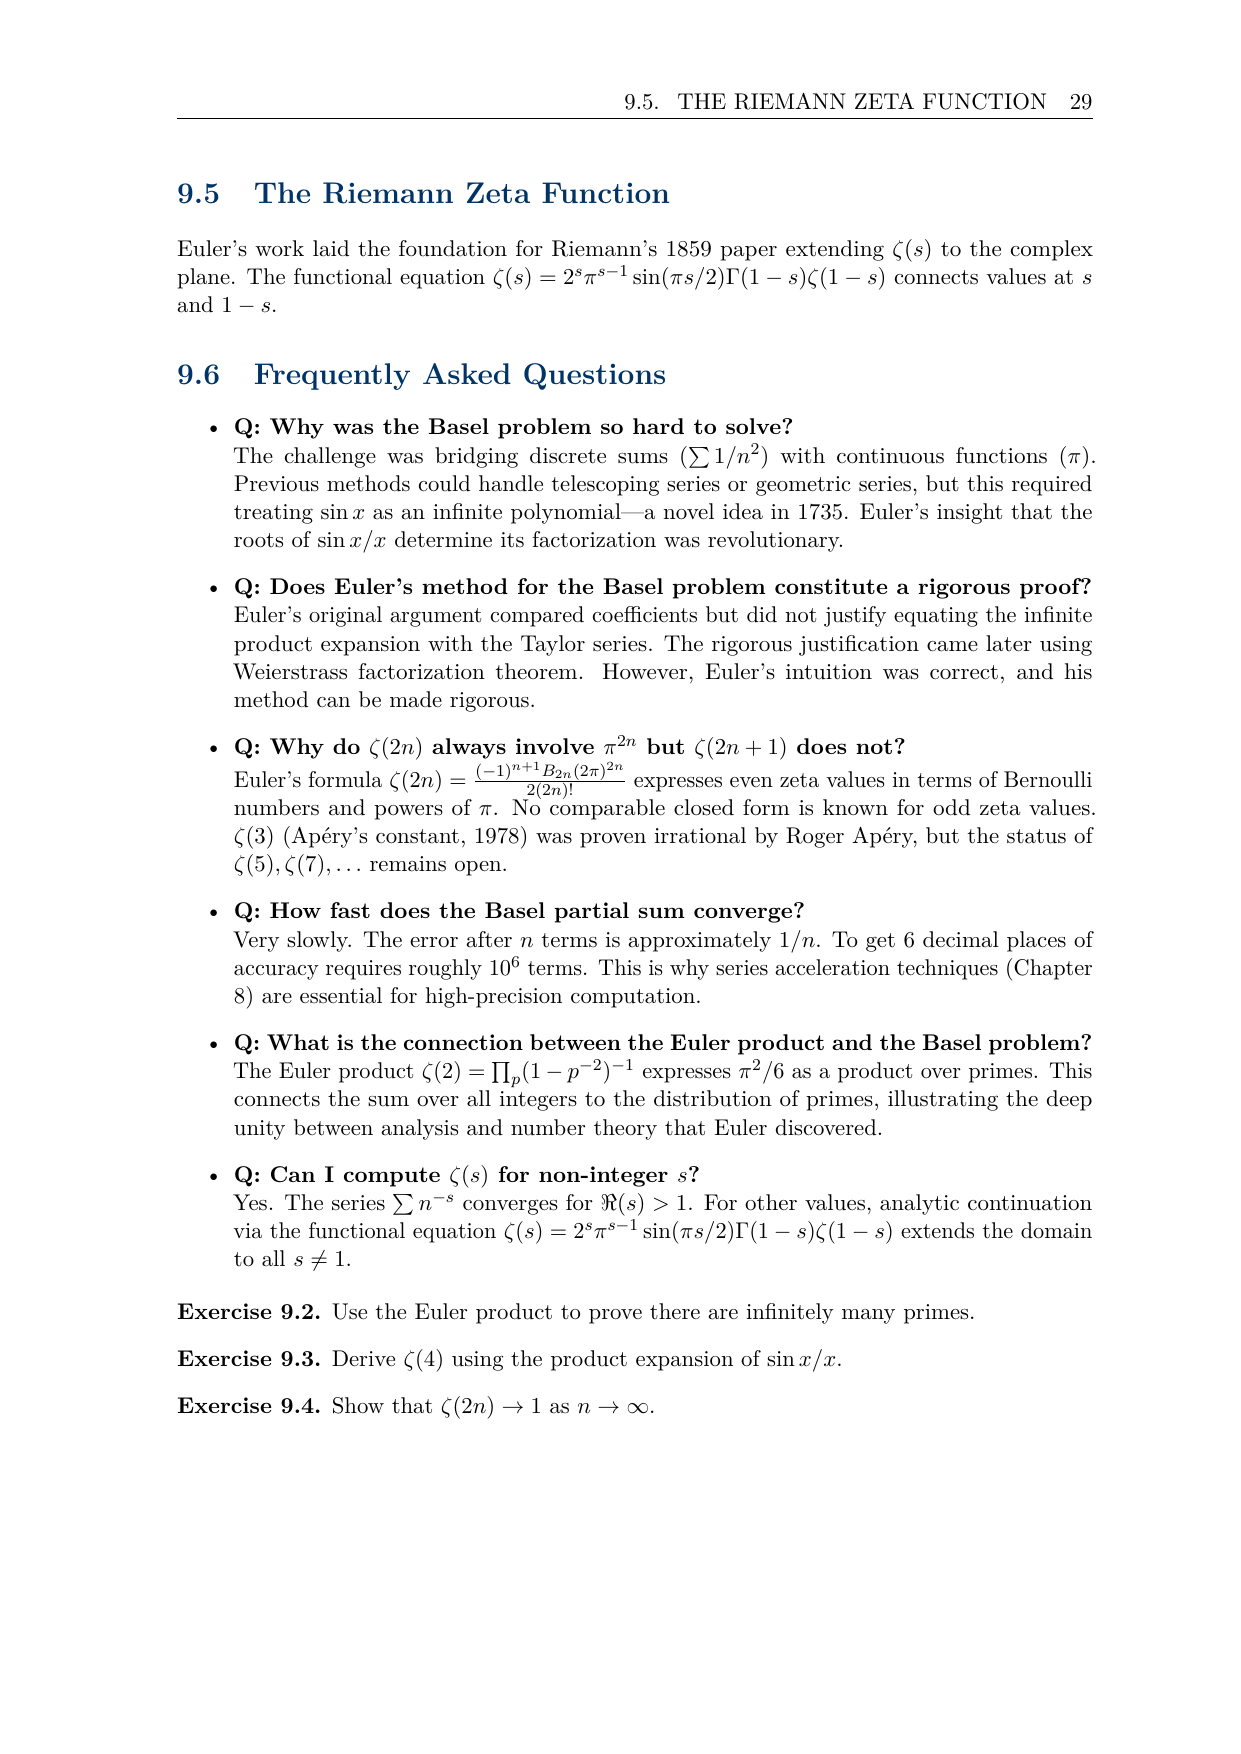 9.5. THE RIEMANN ZETA FUNCTION 29
9.5 The Riemann Zeta Function
Euler's work laid the foundation for Riemann's 1859 paper extending ζ(s) to the complex
plane. The functional equation ζ(s) = 2^s π^{s−1} sin(πs/2)Γ(1 − s)ζ(1 − s) connects values at s
and 1 − s.
9.6 Frequently Asked Questions
• Q: Why was the Basel problem so hard to solve?
The challenge was bridging discrete sums (∑ 1/n²) with continuous functions (π).
Previous methods could handle telescoping series or geometric series, but this required
treating sin x as an infinite polynomial—a novel idea in 1735. Euler's insight that the
roots of sin x/x determine its factorization was revolutionary.
• Q: Does Euler's method for the Basel problem constitute a rigorous proof?
Euler's original argument compared coefficients but did not justify equating the infinite
product expansion with the Taylor series. The rigorous justification came later using
Weierstrass factorization theorem. However, Euler's intuition was correct, and his
method can be made rigorous.
• Q: Why do ζ(2n) always involve π^{2n} but ζ(2n + 1) does not?
Euler's formula ζ(2n) = \frac{(−1)^{n+1}B_{2n}(2π)^{2n}}{2(2n)!} expresses even zeta values in terms of Bernoulli
numbers and powers of π. No comparable closed form is known for odd zeta values.
ζ(3) (Apéry's constant, 1978) was proven irrational by Roger Apéry, but the status of
ζ(5), ζ(7), . . . remains open.
• Q: How fast does the Basel partial sum converge?
Very slowly. The error after n terms is approximately 1/n. To get 6 decimal places of
accuracy requires roughly 10⁶ terms. This is why series acceleration techniques (Chapter
8) are essential for high-precision computation.
• Q: What is the connection between the Euler product and the Basel problem?
The Euler product ζ(2) = ∏_p(1 − p^{−2})^{−1} expresses π²/6 as a product over primes. This
connects the sum over all integers to the distribution of primes, illustrating the deep
unity between analysis and number theory that Euler discovered.
• Q: Can I compute ζ(s) for non-integer s?
Yes. The series ∑ n^{−s} converges for ℜ(s) > 1. For other values, analytic continuation
via the functional equation ζ(s) = 2^s π^{s−1} sin(πs/2)Γ(1 − s)ζ(1 − s) extends the domain
to all s ≠ 1.
Exercise 9.2. Use the Euler product to prove there are infinitely many primes.
Exercise 9.3. Derive ζ(4) using the product expansion of sin x/x.
Exercise 9.4. Show that ζ(2n) → 1 as n → ∞.